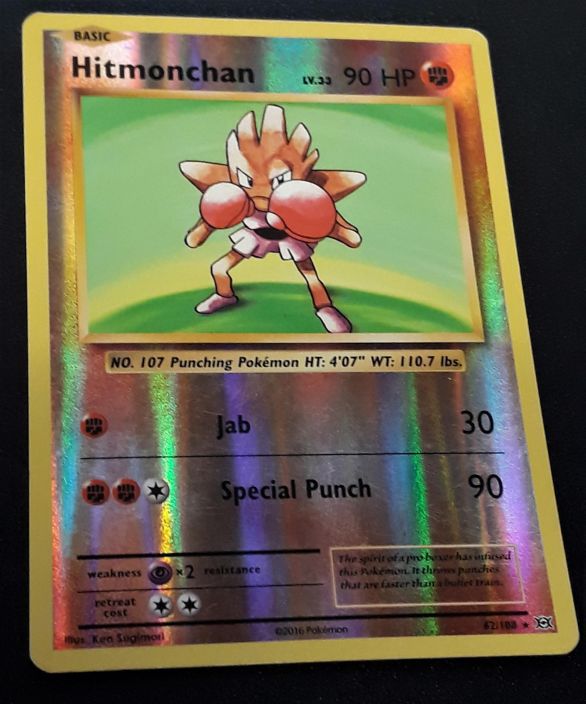 BASIC
Hitmonchan LV.33 90 HP
NO. 107 Punching Pokémon HT: 4'07" WT: 110.7 lbs.
Jab 30
Special Punch 90
weakness ×2 resistance
The spirit of a pro boxer has infused
this Pokémon. It throws punches
that are faster than a bullet train.
retreat
cost
Illus. Ken Sugimori ©2016 Pokémon 62/108 ★